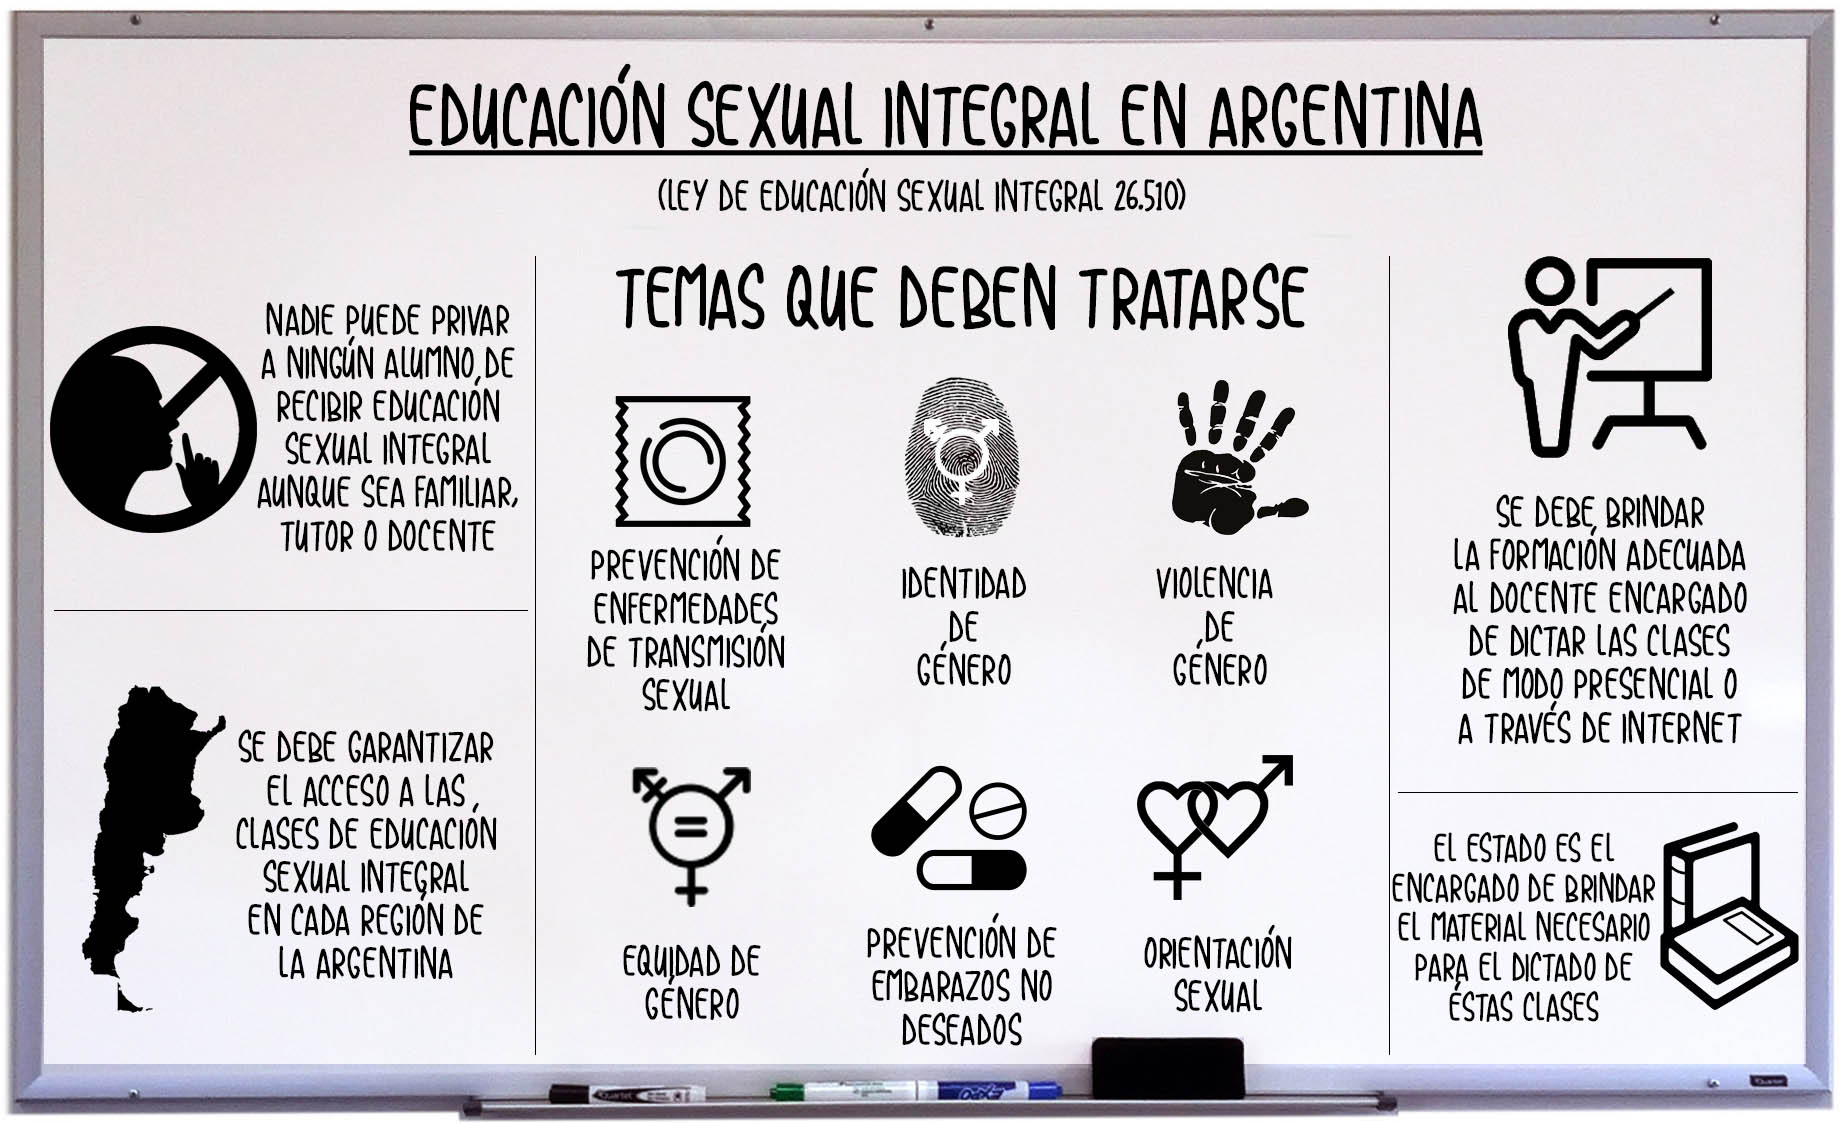 EDUCACIÓN SEXUAL INTEGRAL EN ARGENTINA
(LEY DE EDUCACIÓN SEXUAL INTEGRAL 26.510)
NADIE PUEDE PRIVAR
A NINGÚN ALUMNO DE
RECIBIR EDUCACIÓN
SEXUAL INTEGRAL
AUNQUE SEA FAMILIAR,
TUTOR O DOCENTE
SE DEBE GARANTIZAR
EL ACCESO A LAS
CLASES DE EDUCACIÓN
SEXUAL INTEGRAL
EN CADA REGIÓN DE
LA ARGENTINA
TEMAS QUE DEBEN TRATARSE
PREVENCIÓN DE
ENFERMEDADES
DE TRANSMISIÓN
SEXUAL
IDENTIDAD
DE
GÉNERO
VIOLENCIA
DE
GÉNERO
EQUIDAD DE
GÉNERO
PREVENCIÓN DE
EMBARAZOS NO
DESEADOS
ORIENTACIÓN
SEXUAL
SE DEBE BRINDAR
LA FORMACIÓN ADECUADA
AL DOCENTE ENCARGADO
DE DICTAR LAS CLASES
DE MODO PRESENCIAL O
A TRAVÉS DE INTERNET
EL ESTADO ES EL
ENCARGADO DE BRINDAR
EL MATERIAL NECESARIO
PARA EL DICTADO DE
ÉSTAS CLASES
Quartet
Quartet